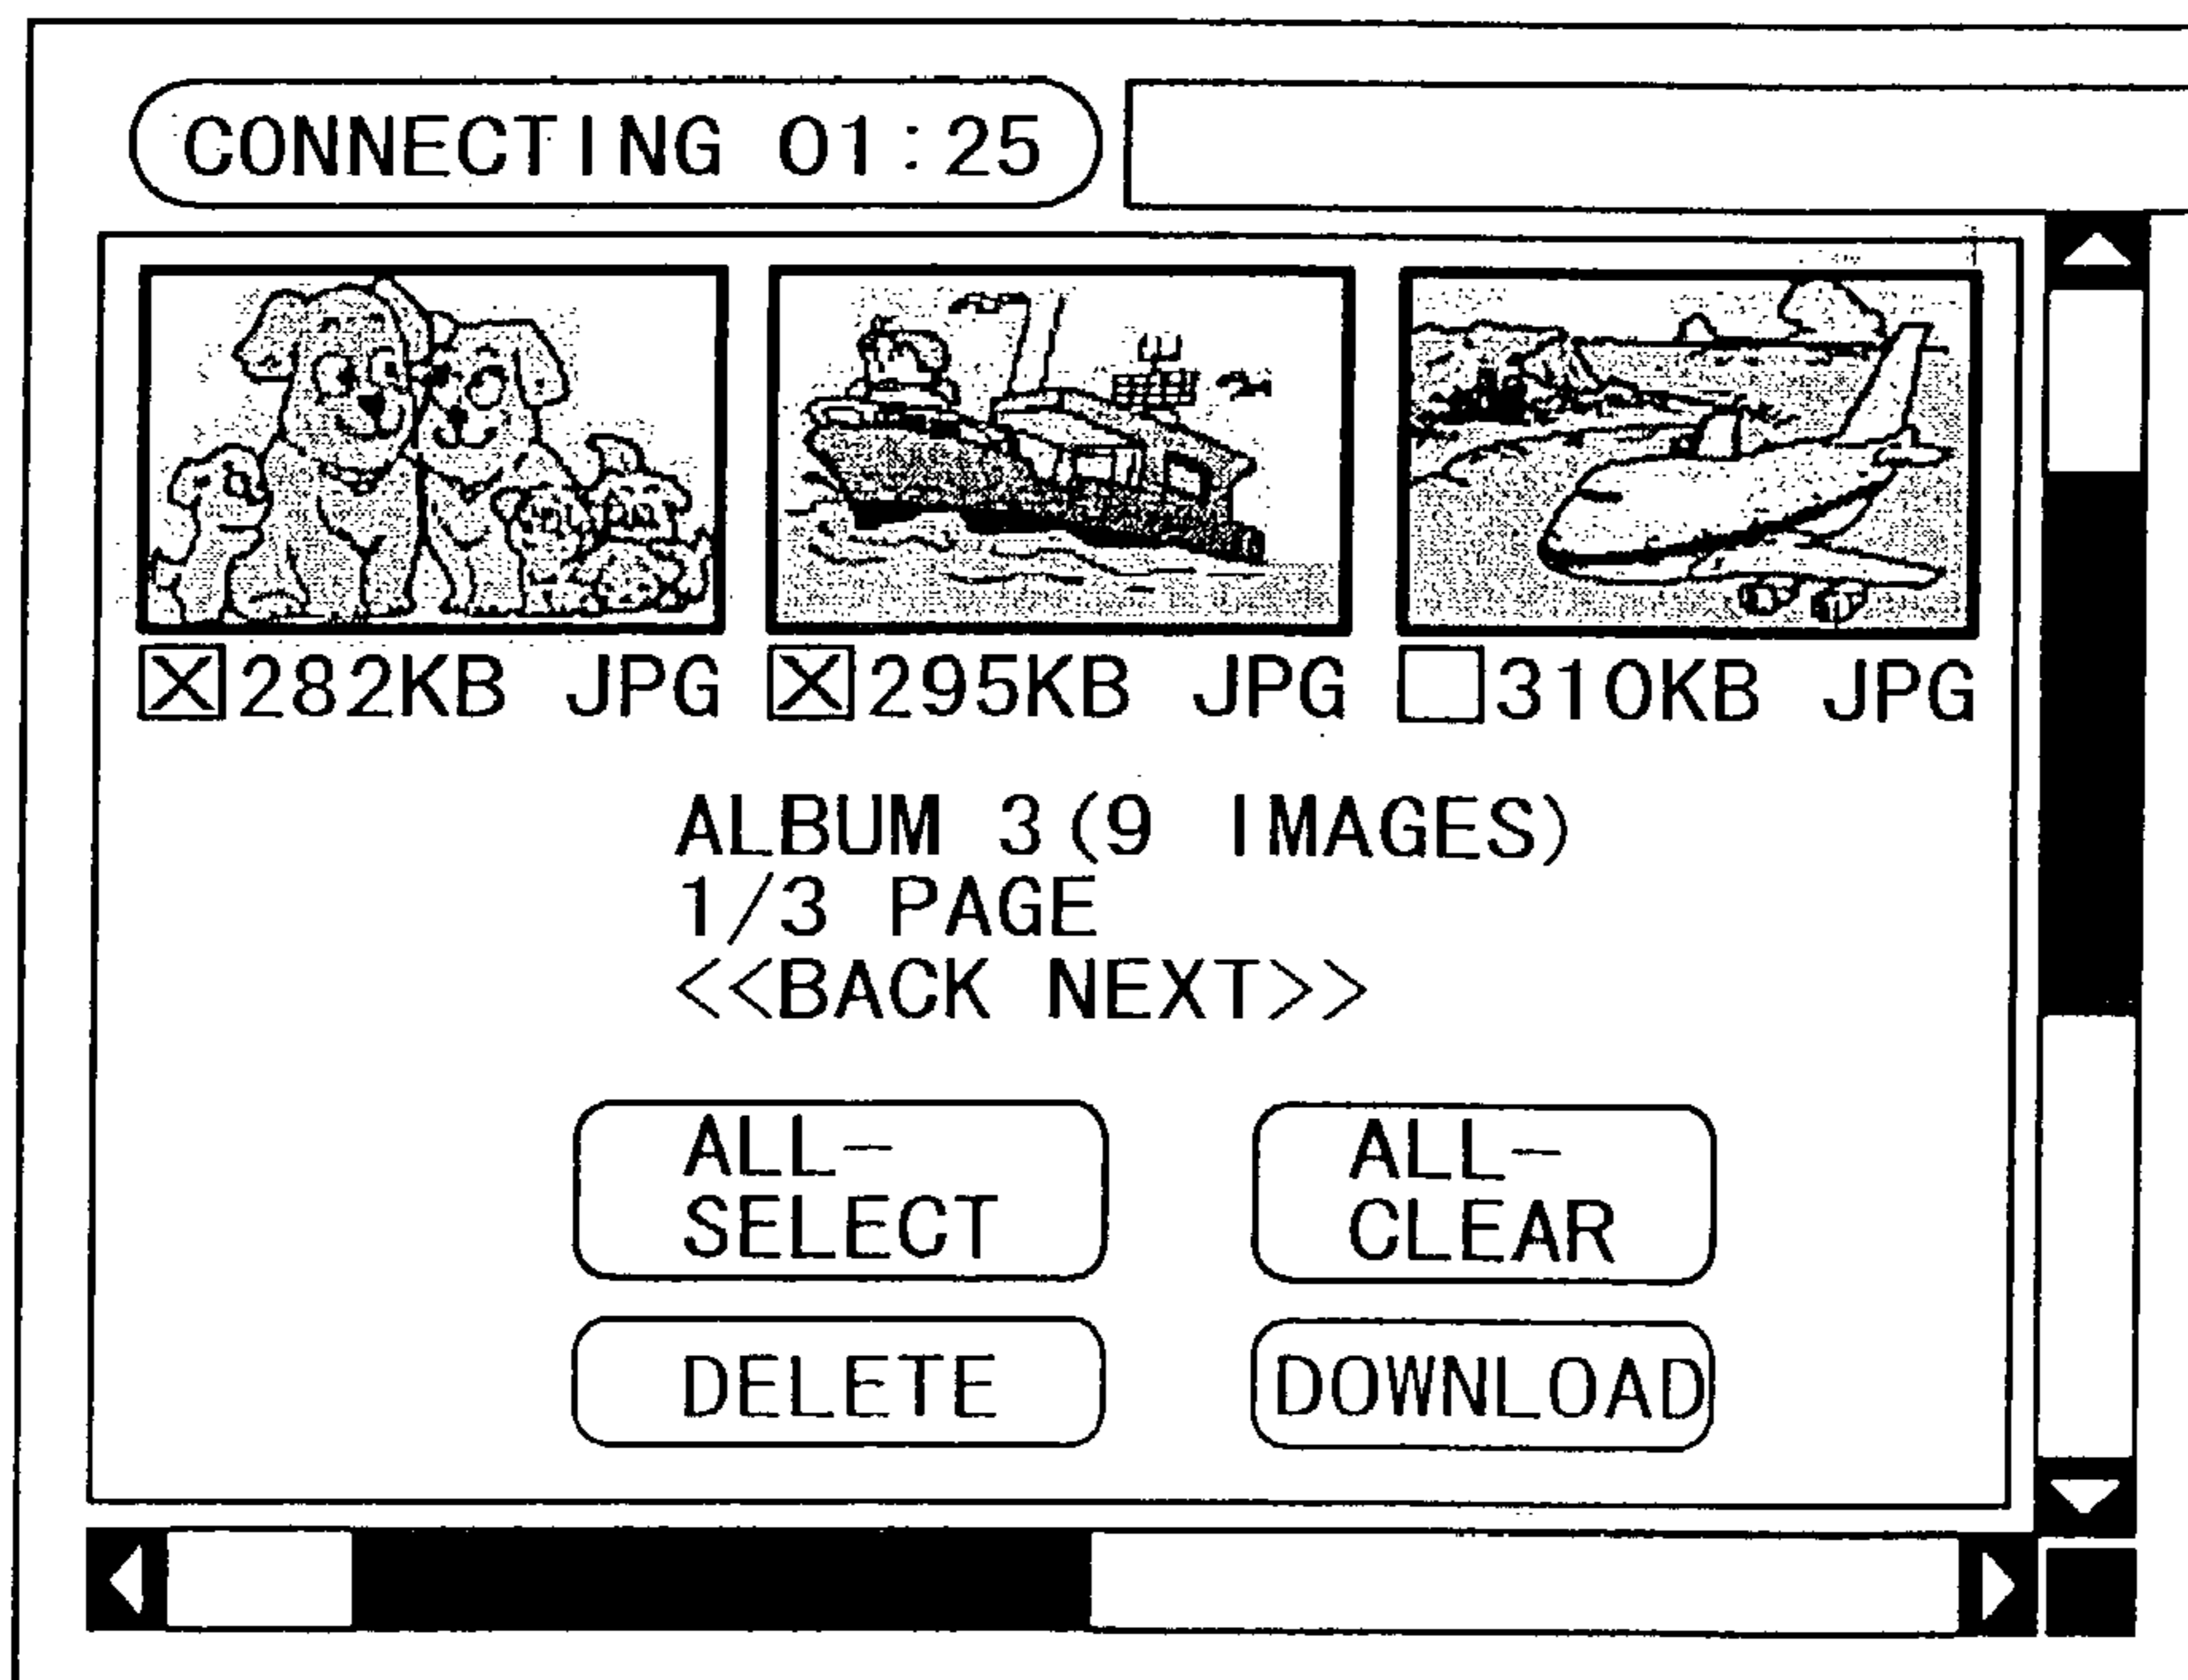 CONNECTING 01:25
282KB JPG 295KB JPG 310KB JPG
ALBUM 3(9 IMAGES)
1/3 PAGE
<<BACK NEXT>>
ALL-
SELECT
ALL-
CLEAR
DELETE
DOWNLOAD